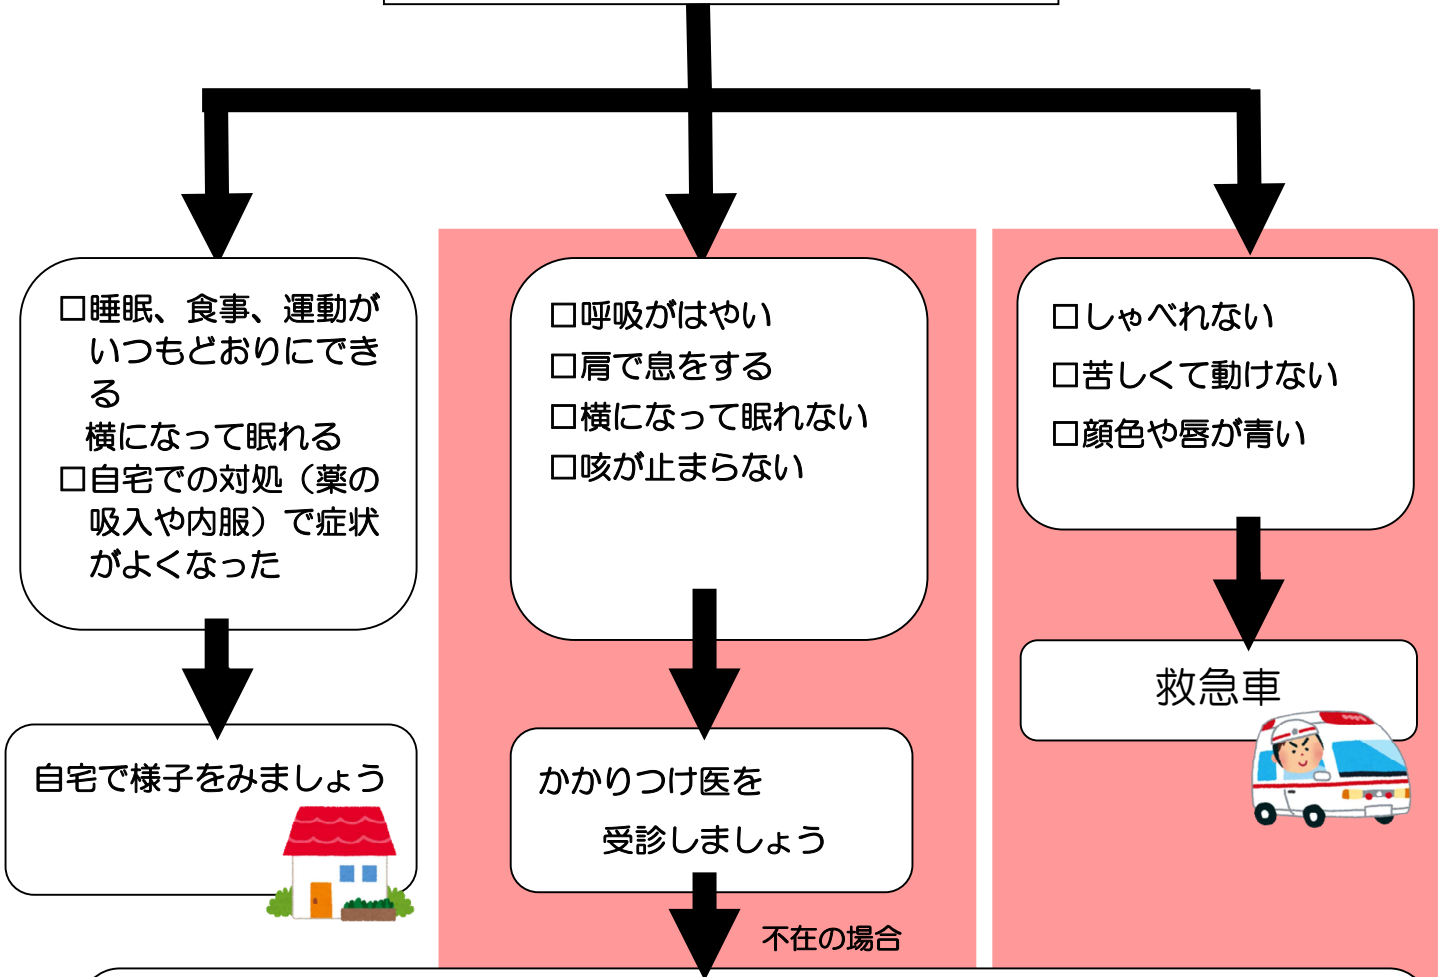 □睡眠、食事、運動が
いつもどおりにでき
る
横になって眠れる
□自宅での対処（薬の
吸入や内服）で症状
がよくなった
自宅で様子をみましょう
□呼吸がはやい
□肩で息をする
□横になって眠れない
□咳が止まらない
かかりつけ医を
受診しましょう
不在の場合
□しゃべれない
□苦しくて動けない
□顔色や唇が青い
救急車